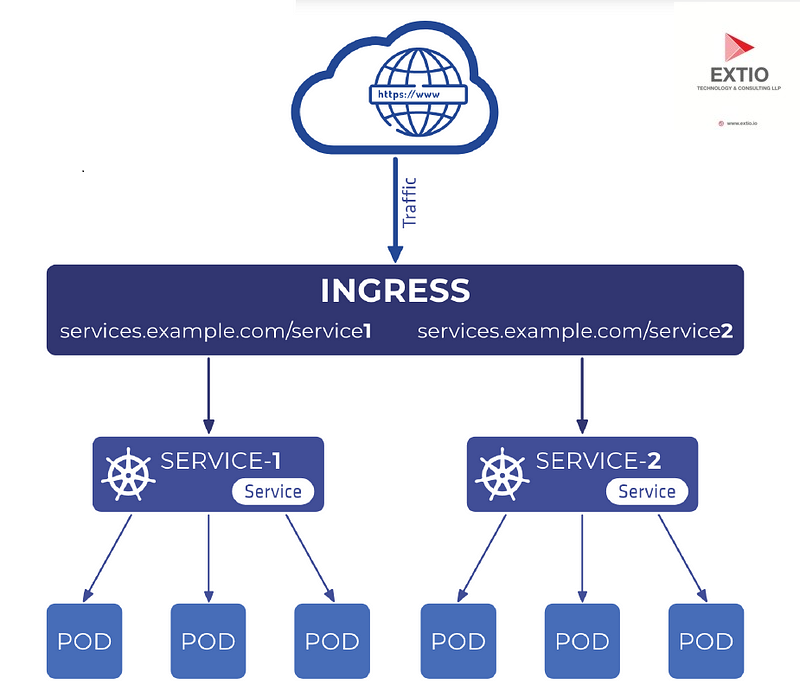 https://www
EXTIO
TECHNOLOGY & CONSULTING LLP
www.extio.io
Traffic
INGRESS
services.example.com/service1
services.example.com/service2
SERVICE-1
Service
SERVICE-2
Service
POD
POD
POD
POD
POD
POD